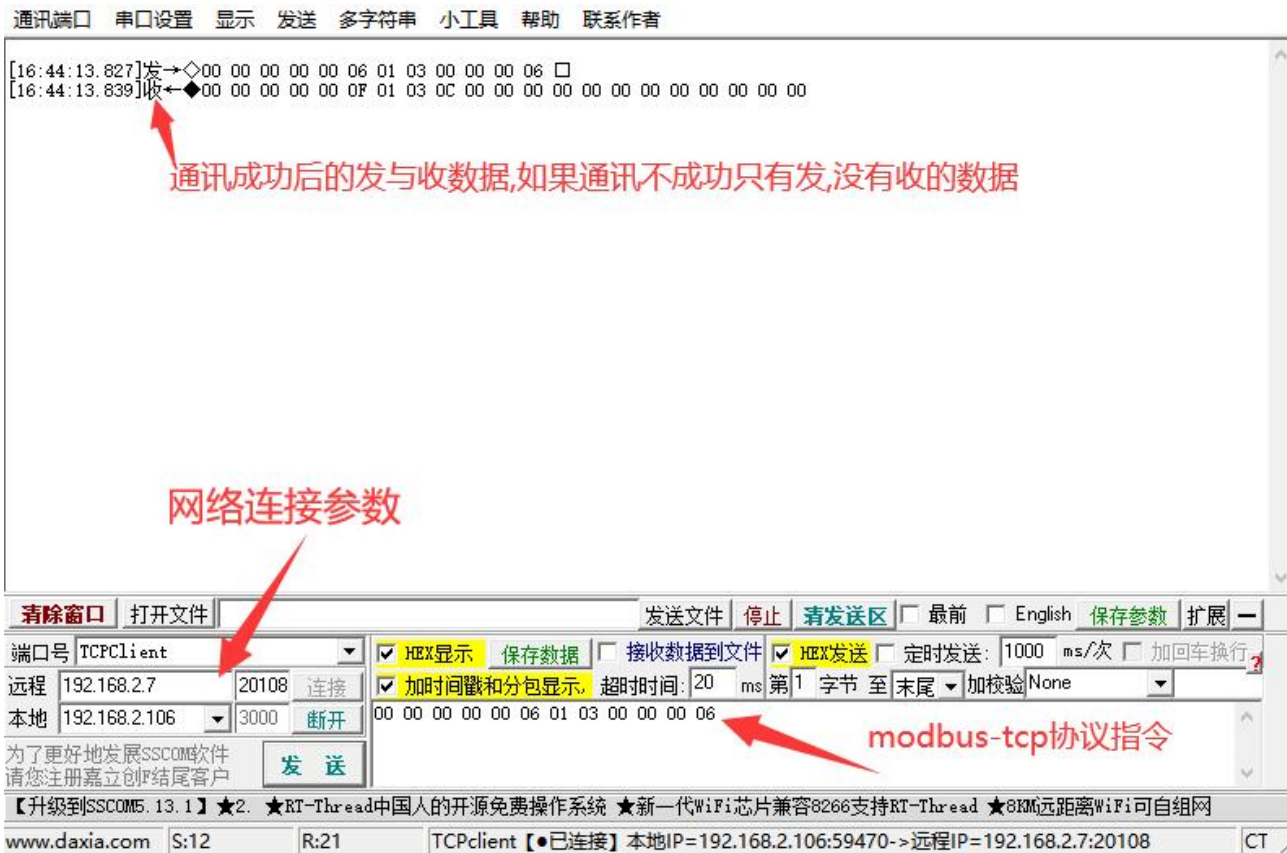 通讯端口 串口设置 显示 发送 多字符串 小工具 帮助 联系作者
[16:44:13.827]发→◇00 00 00 00 00 06 01 03 00 00 00 06 □
[16:44:13.839]收←◆00 00 00 00 00 0F 01 03 0C 00 00 00 00 00 00 00 00 00 00 00 00
通讯成功后的发与收数据,如果通讯不成功只有发,没有收的数据
网络连接参数
清除窗口 打开文件 发送文件 停止 清发送区 最前 English 保存参数 扩展 —
端口号 TCPClient HEX显示 保存数据 接收数据到文件 HEX发送 定时发送: 1000 ms/次 加回车换行
远程 192.168.2.7 20108 连接 加时间戳和分包显示, 超时时间: 20 ms 第1 字节 至 末尾 加校验 None ?
本地 192.168.2.106 3000 断开 00 00 00 00 00 06 01 03 00 00 00 06
modbus-tcp协议指令
为了更好地发展SSCOM软件
请您注册嘉立创F结尾客户
发 送
【升级到SSCOM5.13.1】★2. ★RT-Thread中国人的开源免费操作系统 ★新一代WiFi芯片兼容8266支持RT-Thread ★8KM远距离WiFi可自组网
www.daxia.com S:12 R:21 TCPclient【●已连接】本地IP=192.168.2.106:59470->远程IP=192.168.2.7:20108 CT